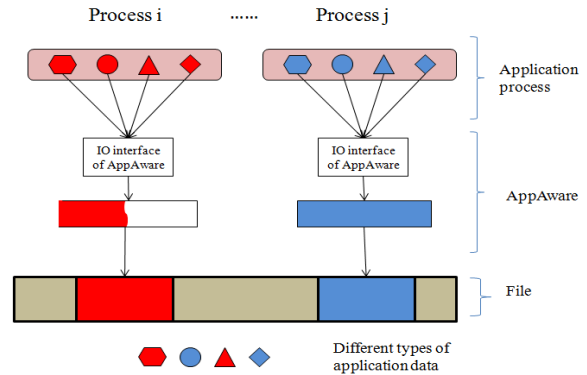 Process i
......
Process j
Application
process
IO interface
of AppAware
IO interface
of AppAware
AppAware
File
Different types of
application data